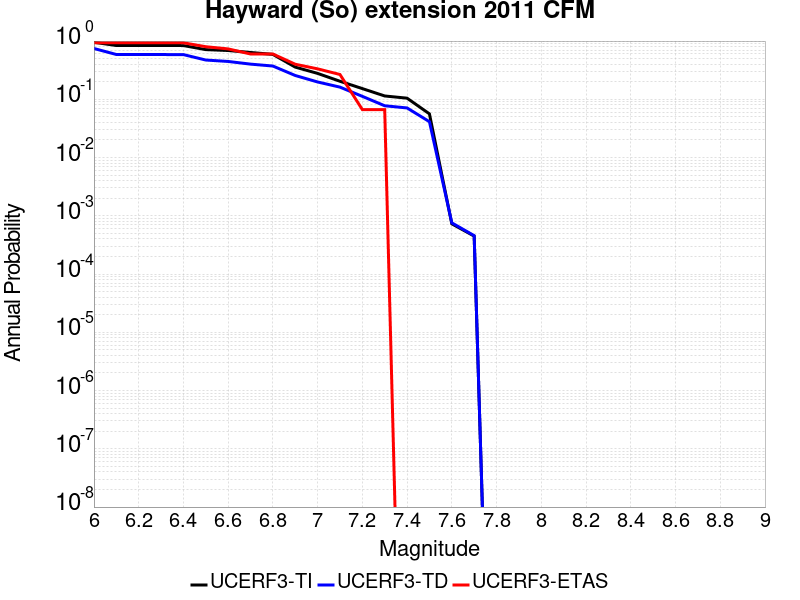 Hayward (So) extension 2011 CFM
10^0
10^-1
10^-2
10^-3
10^-4
10^-5
10^-6
10^-7
10^-8
Annual Probability
6 6.2 6.4 6.6 6.8 7 7.2 7.4 7.6 7.8 8 8.2 8.4 8.6 8.8 9
Magnitude
UCERF3-TI UCERF3-TD UCERF3-ETAS